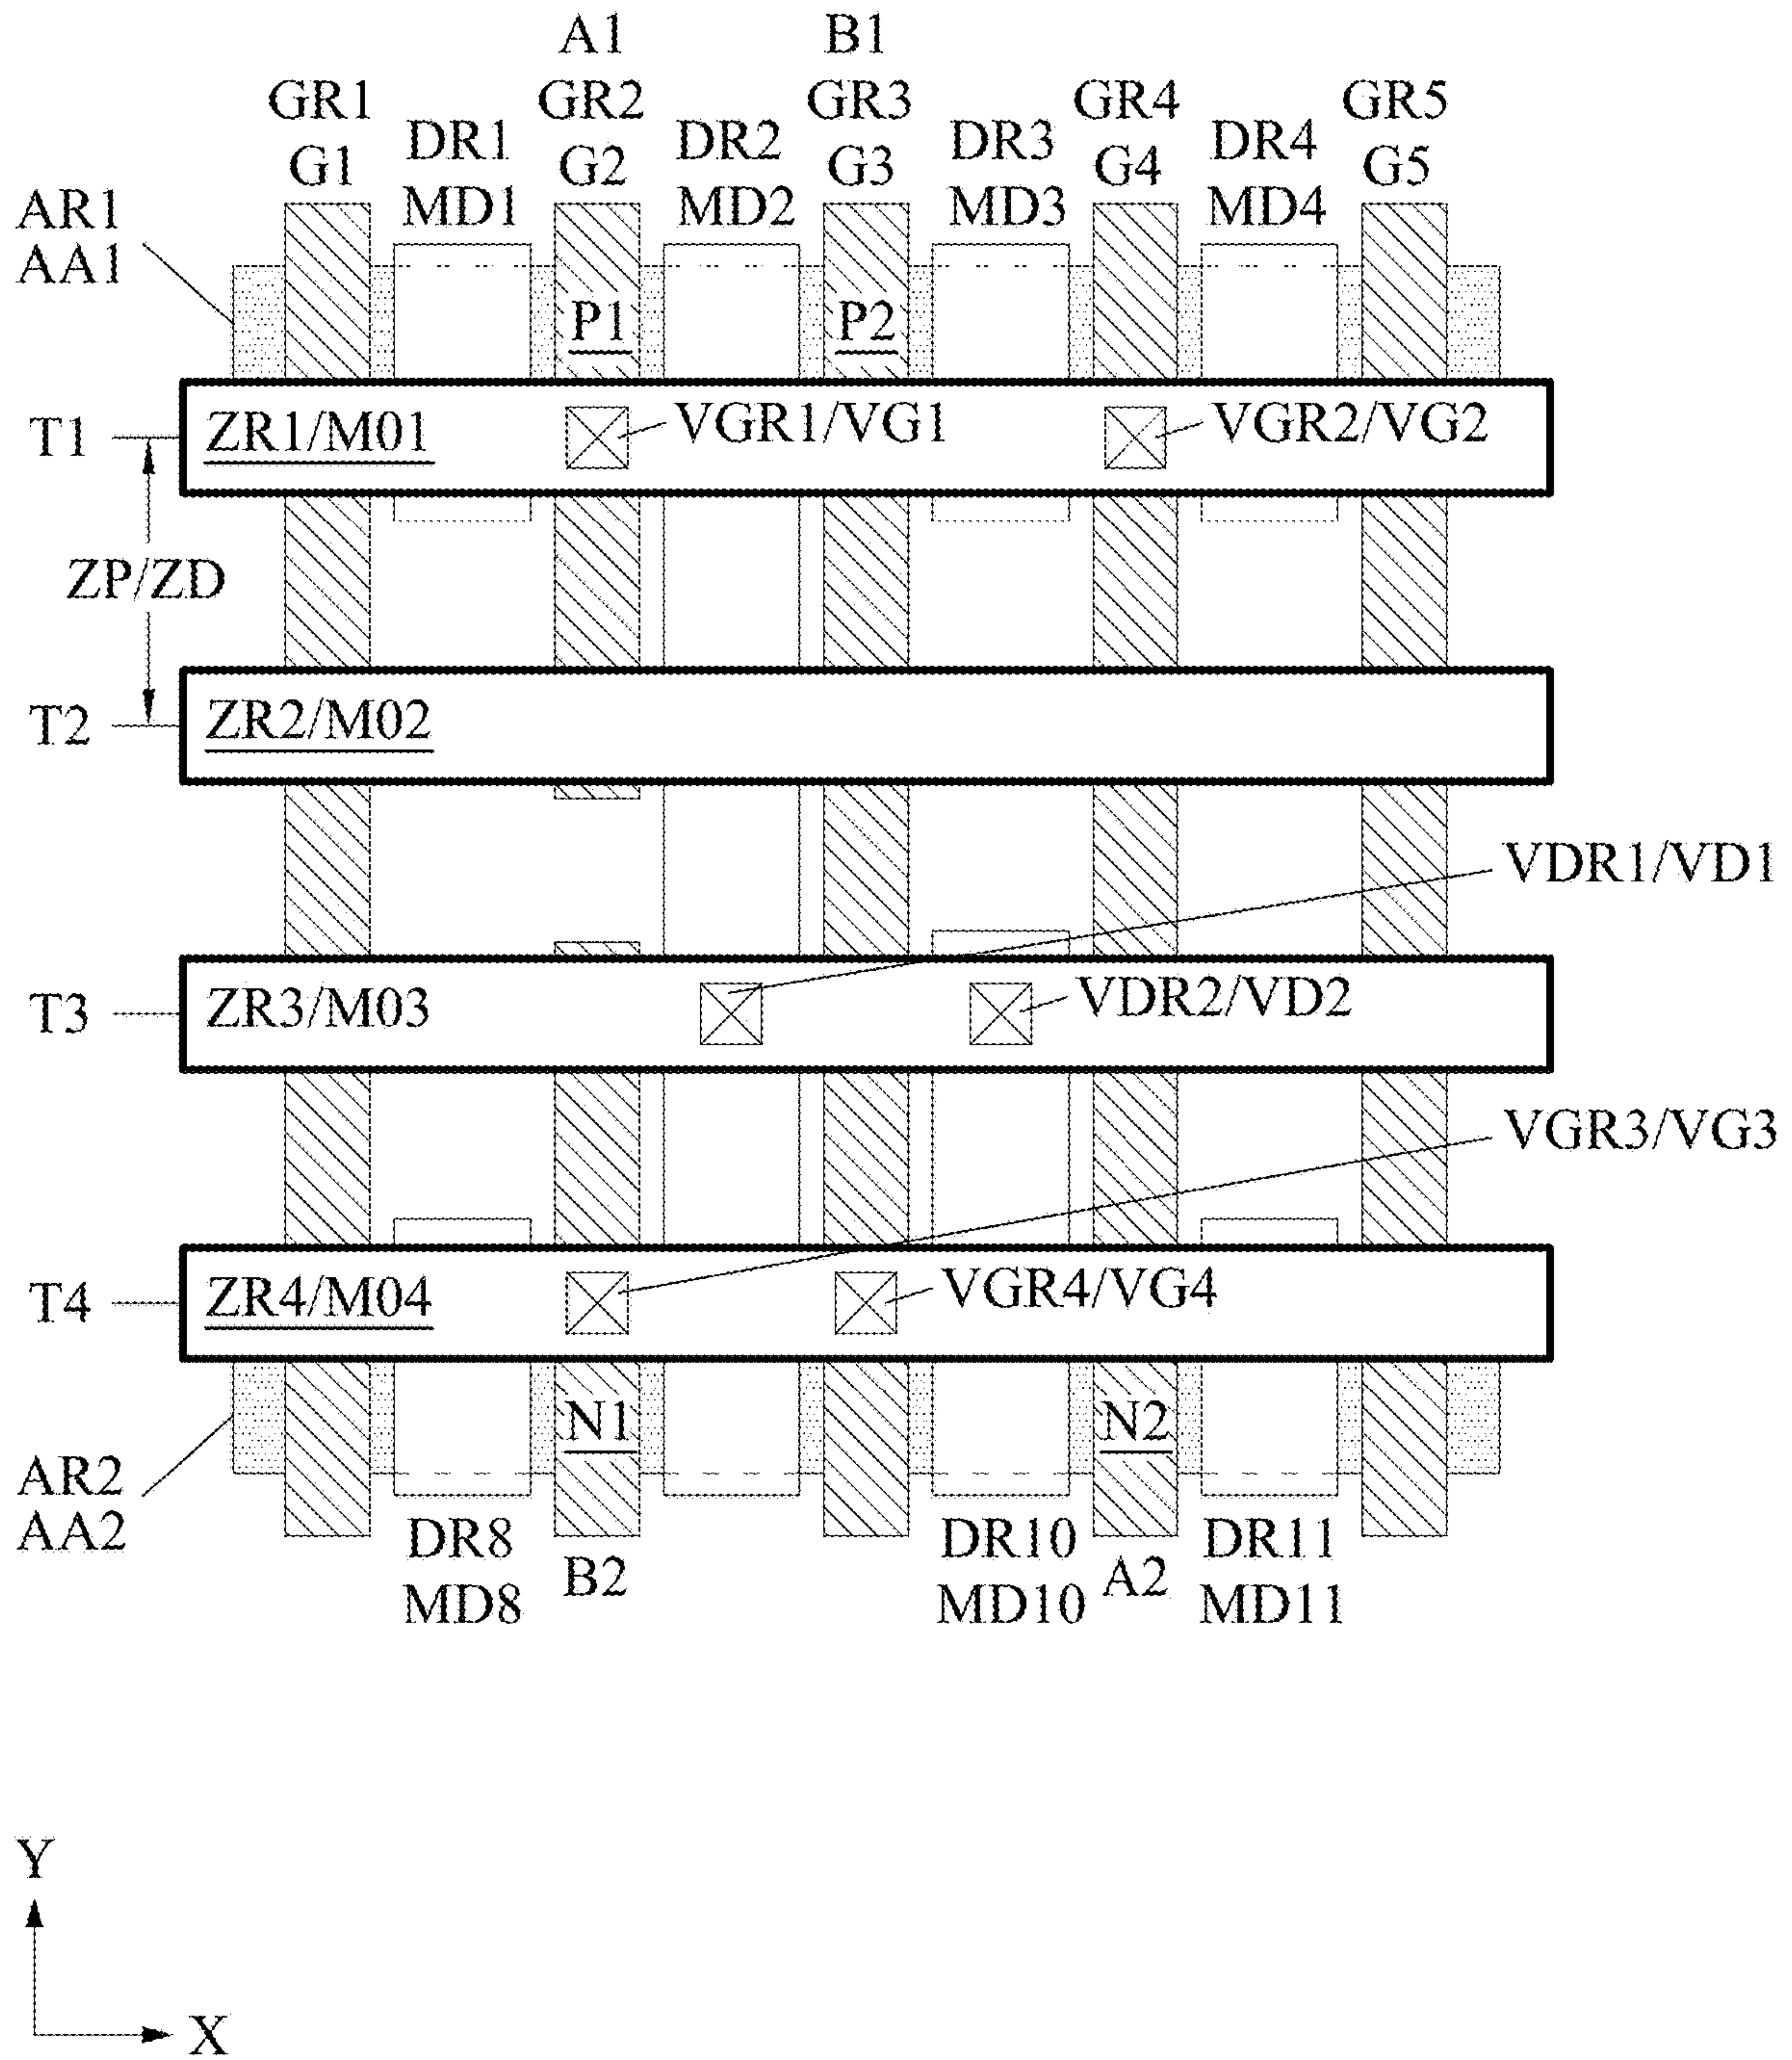 A1 B1
GR1 GR2 GR3 GR4 GR5
DR1 DR2 DR3 DR4
G1 G2 G3 G4 G5
MD1 MD2 MD3 MD4
AR1
AA1
P1 P2
T1 ZR1/M01 VGR1/VG1 VGR2/VG2
ZP/ZD
T2 ZR2/M02
VDR1/VD1
T3 ZR3/M03 VDR2/VD2
VGR3/VG3
T4 ZR4/M04 VGR4/VG4
N1 N2
AR2
AA2
DR8 DR10 DR11
B2 A2
MD8 MD10 MD11
Y
X